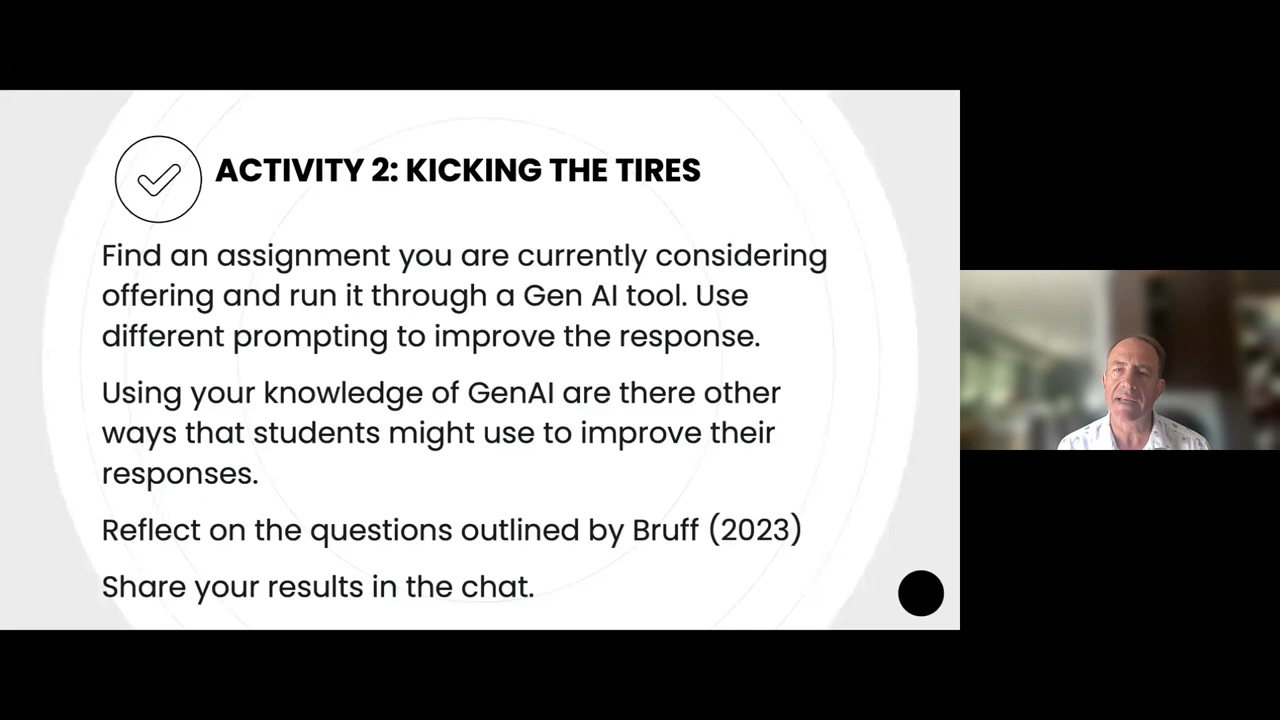 ACTIVITY 2: KICKING THE TIRES
Find an assignment you are currently considering
offering and run it through a Gen AI tool. Use
different prompting to improve the response.
Using your knowledge of GenAI are there other
ways that students might use to improve their
responses.
Reflect on the questions outlined by Bruff (2023)
Share your results in the chat.